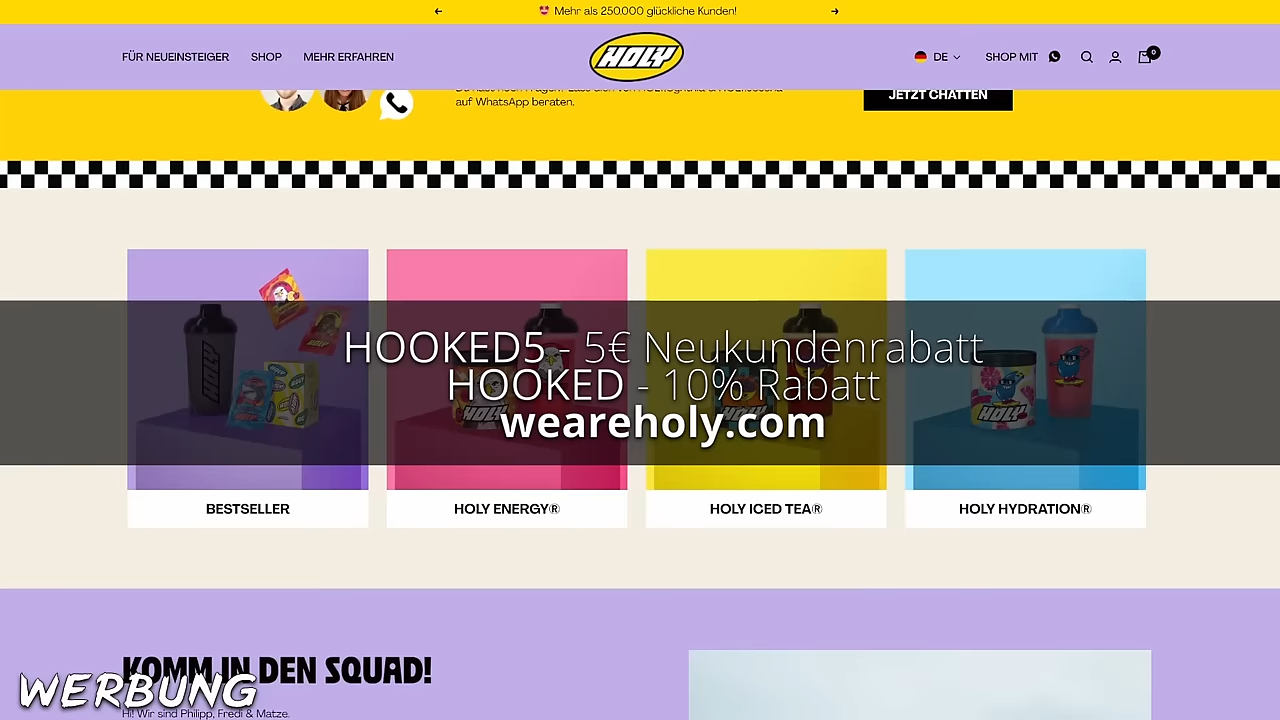 🤩 Mehr als 250.000 glückliche Kunden!
FÜR NEUEINSTEIGER SHOP MEHR ERFAHREN
HOLY
DE SHOP MIT 0
auf WhatsApp beraten.
JETZT CHATTEN
HOOKED5 - 5€ Neukundenrabatt
HOOKED - 10% Rabatt
weareholy.com
BESTSELLER HOLY ENERGY® HOLY ICED TEA® HOLY HYDRATION®
KOMM IN DEN SQUAD!
WERBUNG
Hi! Wir sind Philipp, Fredi & Matze.